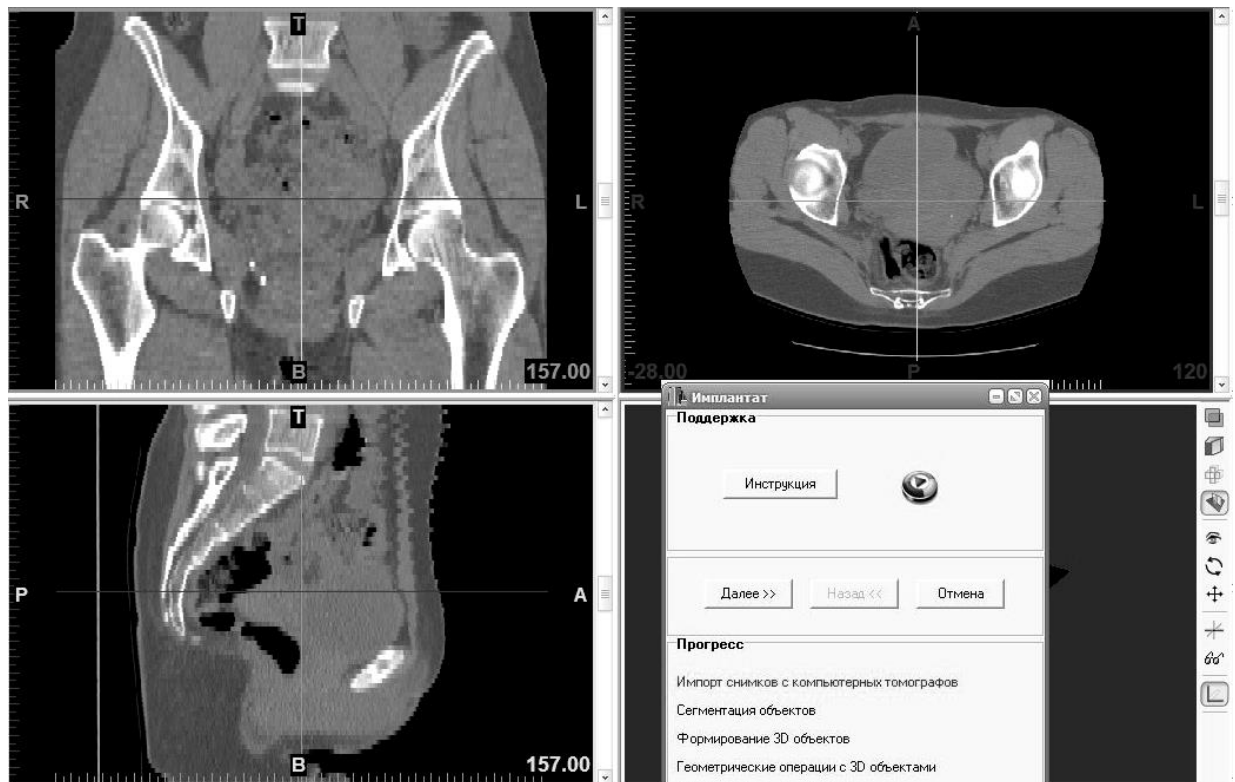 T
R
L
B
157.00
A
R
L
-28.00
P
120
T
P
A
B
157.00
Имплантат
Поддержка
Инструкция
Далее >>
Назад <<
Отмена
Прогресс
Импорт снимков с компьютерных томографов
Сегментация объектов
Формирование 3D объектов
Геометрические операции с 3D объектами